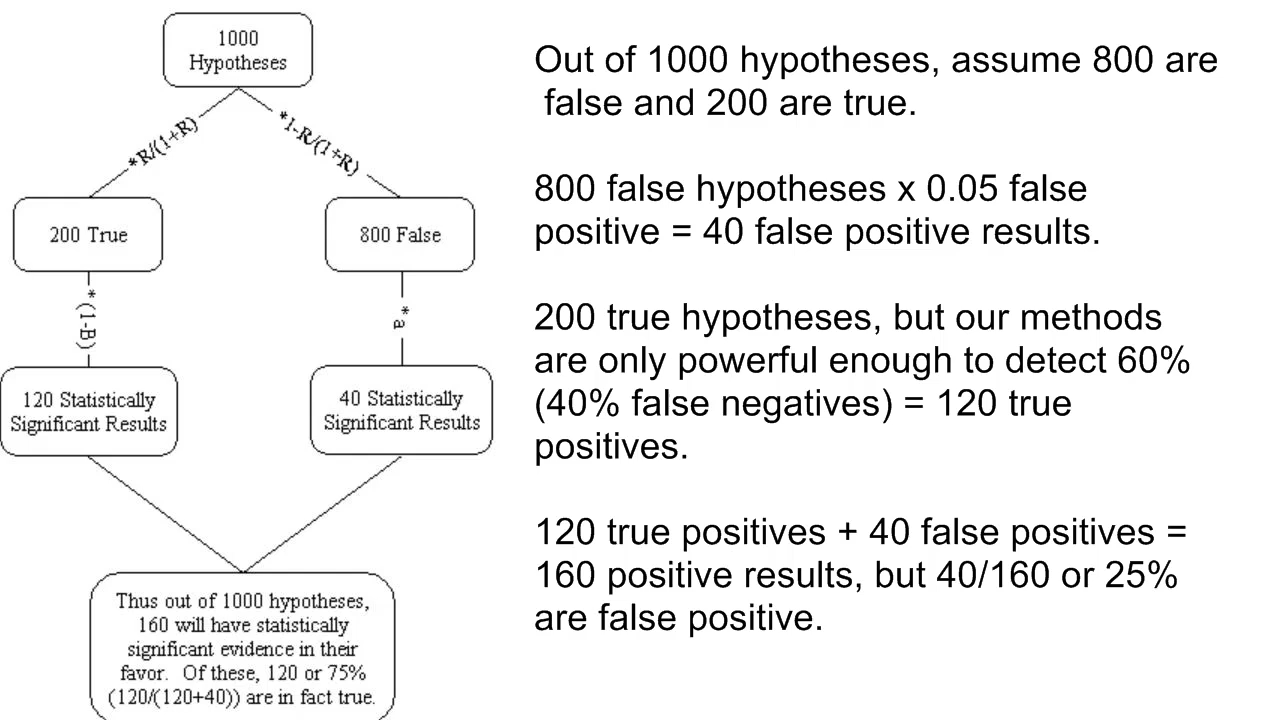 1000
Hypotheses
*R/(1+R)
*1-R/(1+R)
200 True
800 False
*(1-B)
*a
120 Statistically
Significant Results
40 Statistically
Significant Results
Thus out of 1000 hypotheses,
160 will have statistically
significant evidence in their
favor. Of these, 120 or 75%
(120/(120+40)) are in fact true.
Out of 1000 hypotheses, assume 800 are
false and 200 are true.
800 false hypotheses x 0.05 false
positive = 40 false positive results.
200 true hypotheses, but our methods
are only powerful enough to detect 60%
(40% false negatives) = 120 true
positives.
120 true positives + 40 false positives =
160 positive results, but 40/160 or 25%
are false positive.